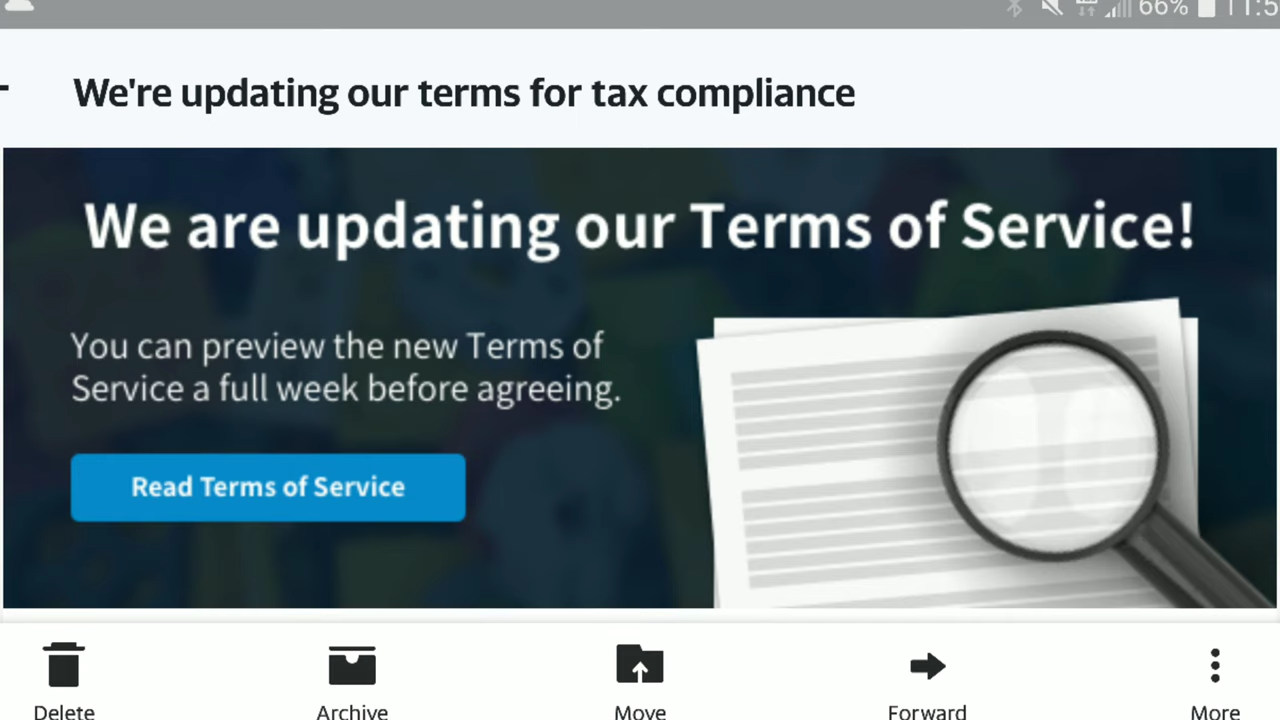 66%
We're updating our terms for tax compliance
We are updating our Terms of Service!
You can preview the new Terms of
Service a full week before agreeing.
Read Terms of Service
Delete Archive Move Forward More